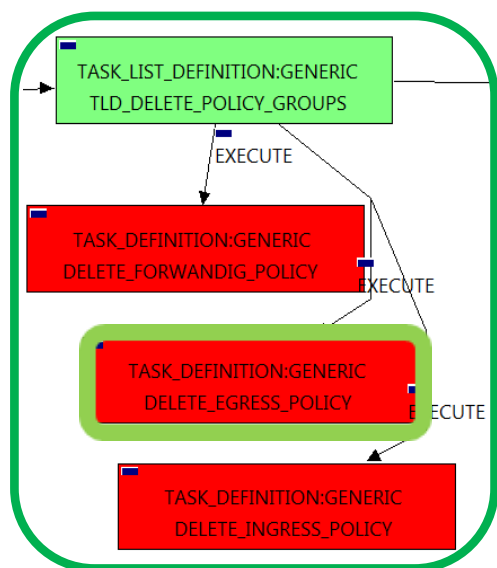 TASK_LIST_DEFINITION:GENERIC
TLD_DELETE_POLICY_GROUPS
EXECUTE
TASK_DEFINITION:GENERIC
DELETE_FORWANDIG_POLICY
EXECUTE
TASK_DEFINITION:GENERIC
DELETE_EGRESS_POLICY
EXECUTE
TASK_DEFINITION:GENERIC
DELETE_INGRESS_POLICY